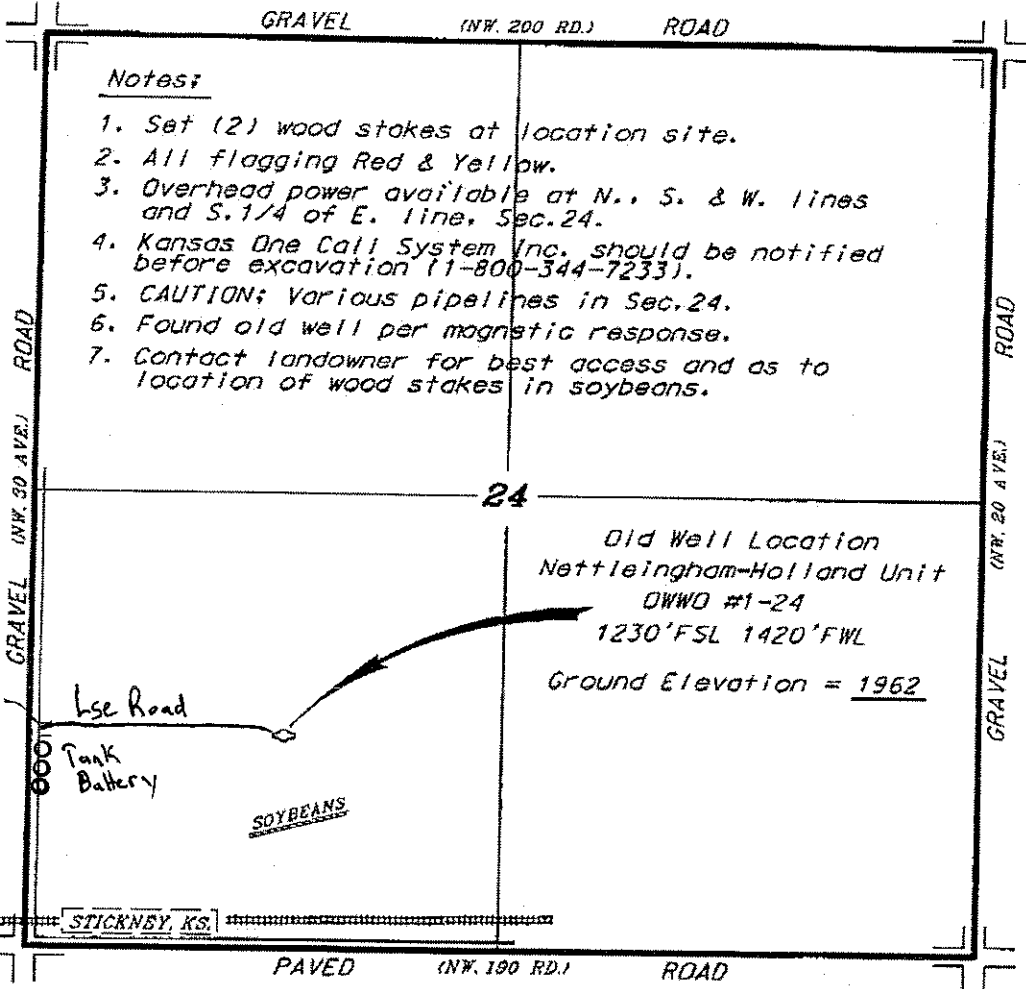 GRAVEL (NW. 200 RD.) ROAD
Notes:
1. Set (2) wood stakes at location site.
2. All flagging Red & Yellow.
3. Overhead power available at N., S. & W. lines
and S.1/4 of E. line, Sec.24.
4. Kansas One Call System Inc. should be notified
before excavation (1-800-344-7233).
5. CAUTION: Various pipelines in Sec.24.
6. Found old well per magnetic response.
7. Contact landowner for best access and as to
location of wood stakes in soybeans.
GRAVEL (NW. 30 AVE.) ROAD
GRAVEL (NW. 20 AVE.) ROAD
24
Old Well Location
Nettleingham-Holland Unit
OWWO #1-24
1230'FSL 1420'FWL
Ground Elevation = 1962
Lse Road
Tank
Battery
SOYBEANS
STICKNEY, KS.
PAVED (NW. 190 RD.) ROAD